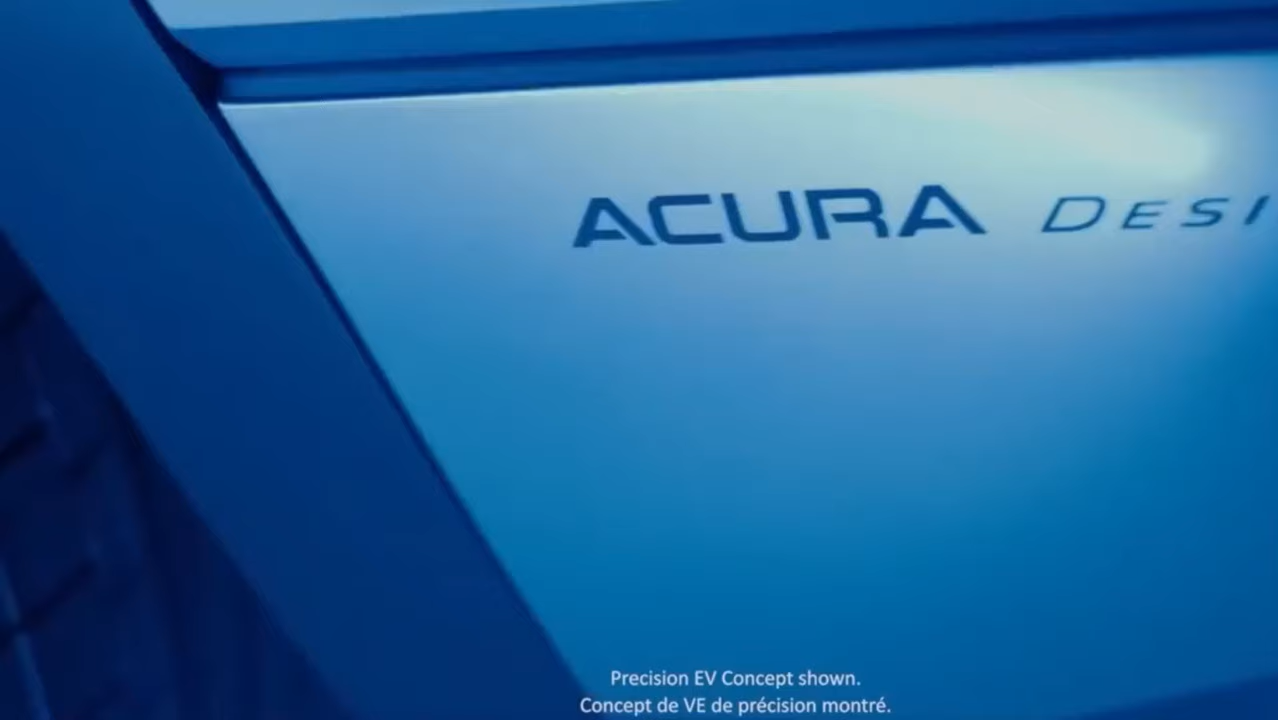 ACURA DESI
Precision EV Concept shown.
Concept de VE de précision montré.